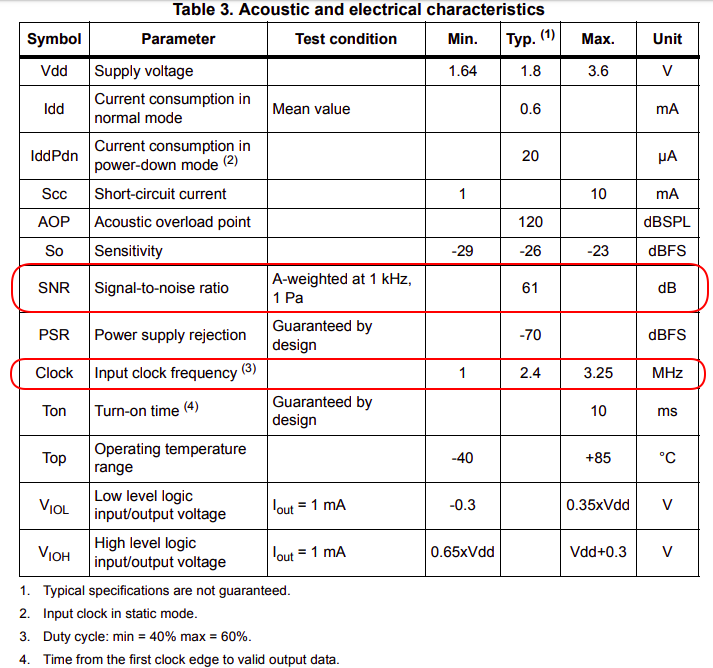 Table 3. Acoustic and electrical characteristics
Symbol Parameter Test condition Min. Typ. (1) Max. Unit
Vdd Supply voltage 1.64 1.8 3.6 V
Idd Current consumption in normal mode Mean value 0.6 mA
IddPdn Current consumption in power-down mode (2) 20 µA
Scc Short-circuit current 1 10 mA
AOP Acoustic overload point 120 dBSPL
So Sensitivity -29 -26 -23 dBFS
SNR Signal-to-noise ratio A-weighted at 1 kHz, 1 Pa 61 dB
PSR Power supply rejection Guaranteed by design -70 dBFS
Clock Input clock frequency (3) 1 2.4 3.25 MHz
Ton Turn-on time (4) Guaranteed by design 10 ms
Top Operating temperature range -40 +85 °C
VIOL Low level logic input/output voltage Iout = 1 mA -0.3 0.35xVdd V
VIOH High level logic input/output voltage Iout = 1 mA 0.65xVdd Vdd+0.3 V
1. Typical specifications are not guaranteed.
2. Input clock in static mode.
3. Duty cycle: min = 40% max = 60%.
4. Time from the first clock edge to valid output data.